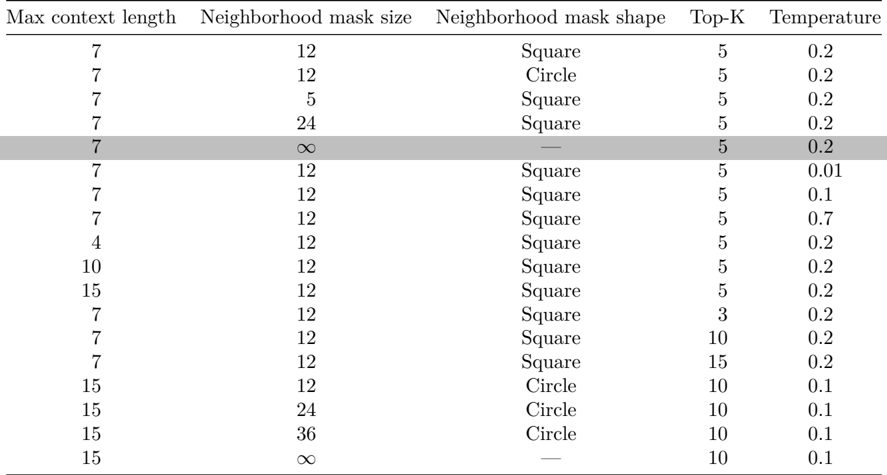 Max context length Neighborhood mask size Neighborhood mask shape Top-K Temperature
7 12 Square 5 0.2
7 12 Circle 5 0.2
7 5 Square 5 0.2
7 24 Square 5 0.2
7 ∞ — 5 0.2
7 12 Square 5 0.01
7 12 Square 5 0.1
7 12 Square 5 0.7
4 12 Square 5 0.2
10 12 Square 5 0.2
15 12 Square 5 0.2
7 12 Square 3 0.2
7 12 Square 10 0.2
7 12 Square 15 0.2
15 12 Circle 10 0.1
15 24 Circle 10 0.1
15 36 Circle 10 0.1
15 ∞ — 10 0.1